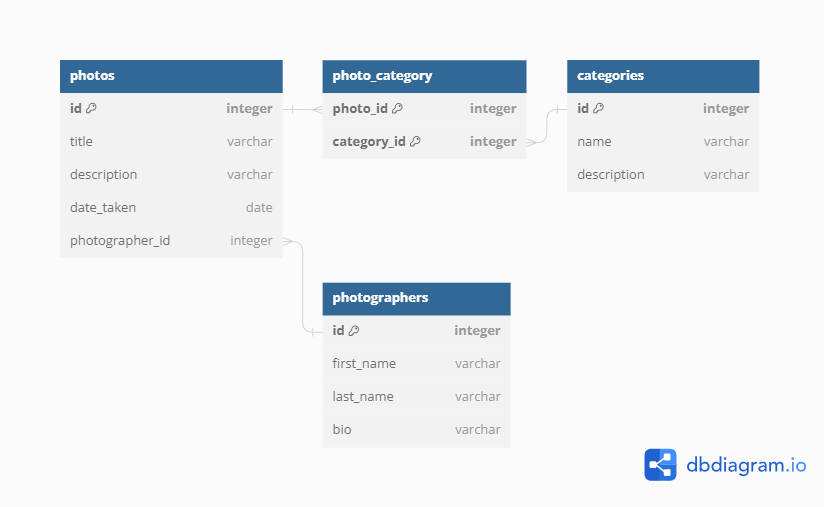 photos
id integer
title varchar
description varchar
date_taken date
photographer_id integer
photo_category
photo_id integer
category_id integer
categories
id integer
name varchar
description varchar
photographers
id integer
first_name varchar
last_name varchar
bio varchar
dbdiagram.io